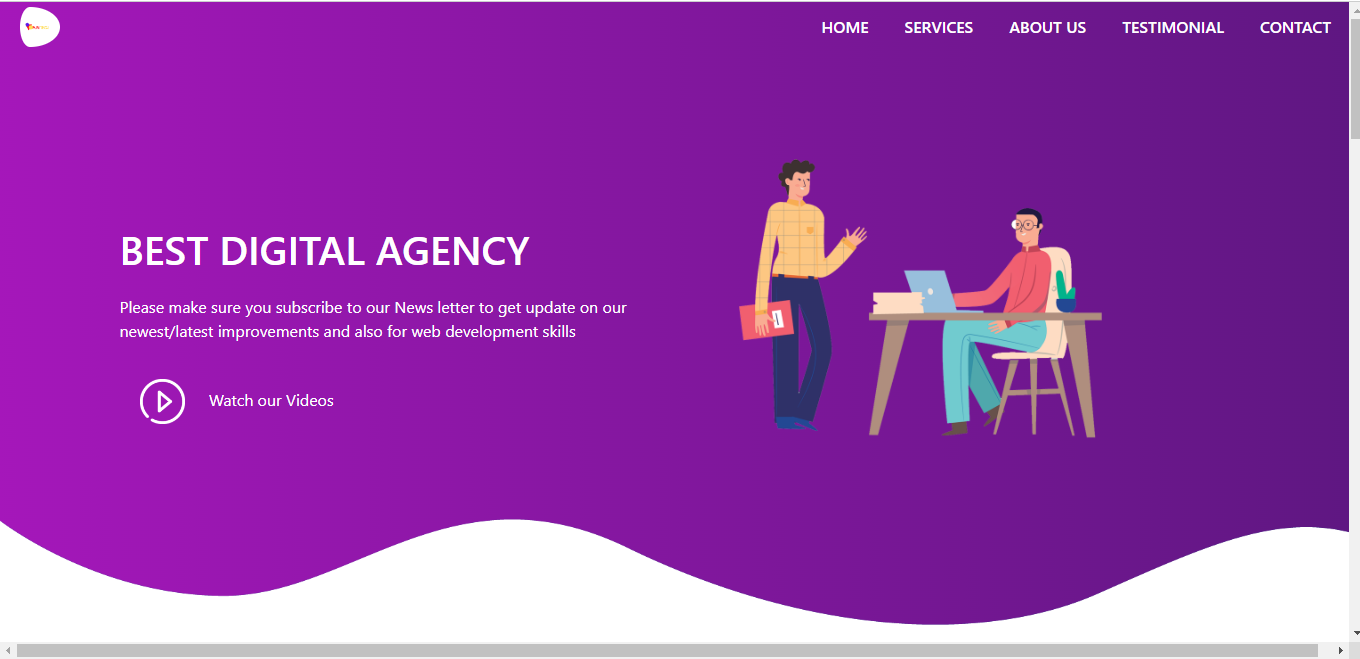 HOME SERVICES ABOUT US TESTIMONIAL CONTACT
BEST DIGITAL AGENCY
Please make sure you subscribe to our News letter to get update on our
newest/latest improvements and also for web development skills
Watch our Videos